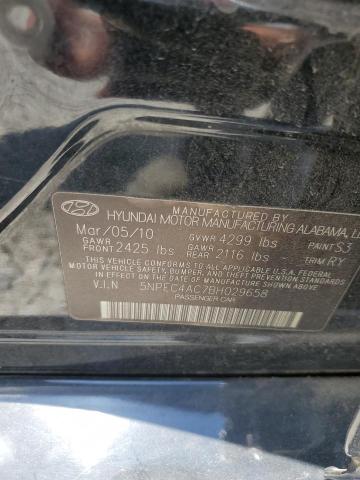 MANUFACTURED BY
HYUNDAI MOTOR MANUFACTURING ALABAMA,
Mar/05/10 GVWR 4299 lbs PAINT S3
GAWR FRONT 2425 lbs GAWR REAR 2116 lbs TRIM RY
THIS VEHICLE CONFORMS TO ALL APPLICABLE U.S.A. FEDERAL
MOTOR VEHICLE SAFETY, BUMPER, AND THEFT PREVENTION
STANDARDS IN EFFECT ON THE DATE OF MANUFACTURE SHOWN ABOVE.
V.I.N 5NPEC4AC7BH029658
PASSENGER CAR